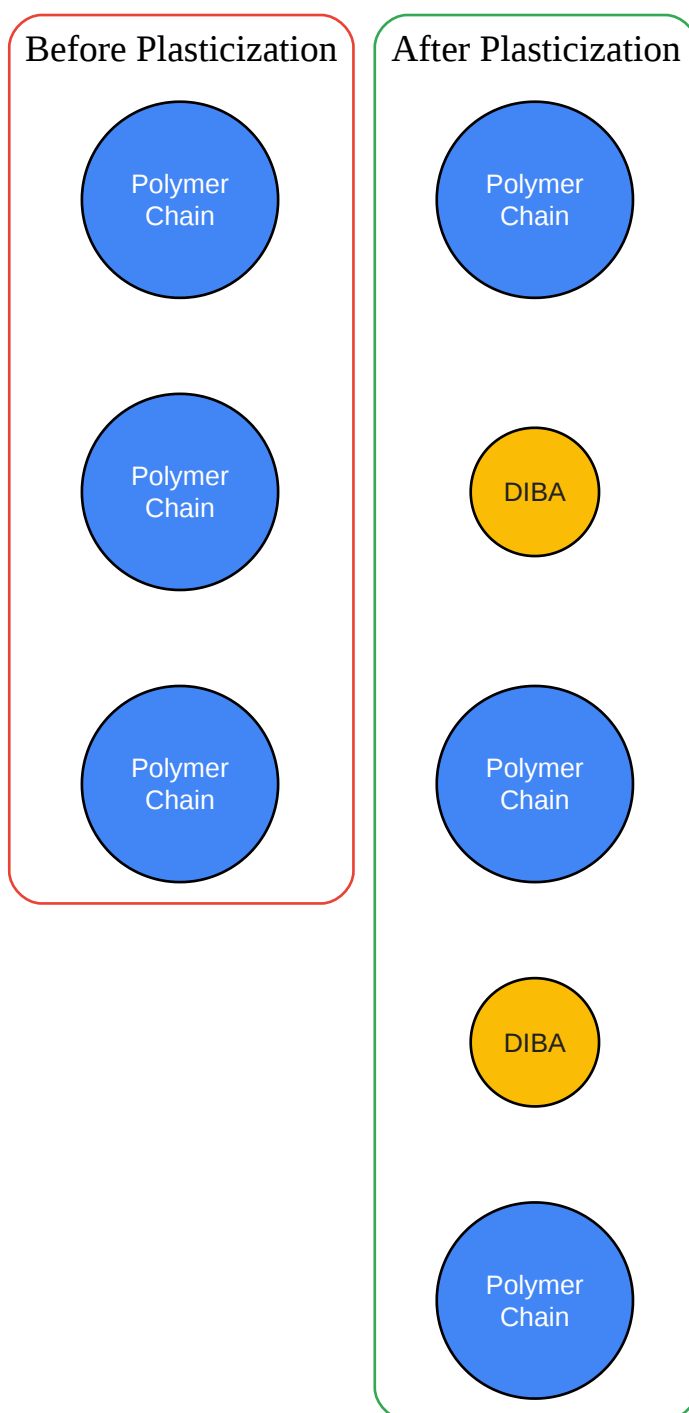 Before Plasticization
Polymer
Chain
Polymer
Chain
Polymer
Chain
After Plasticization
Polymer
Chain
DIBA
Polymer
Chain
DIBA
Polymer
Chain